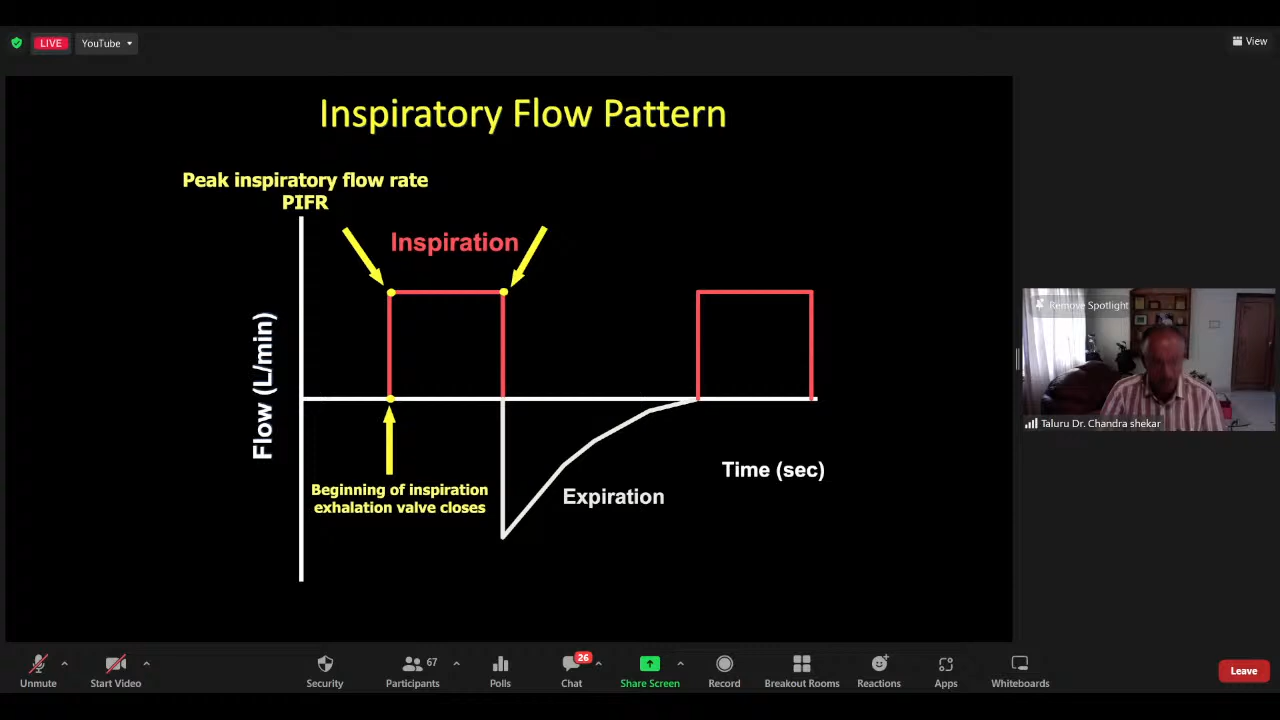 LIVE
YouTube
View
Inspiratory Flow Pattern
Peak inspiratory flow rate
PIFR
Inspiration
Flow (L/min)
Remove Spotlight
Taluru Dr. Chandra shekar
Time (sec)
Beginning of inspiration
exhalation valve closes
Expiration
Unmute
Start Video
Security
Participants
67
Polls
Chat
26
Share Screen
Record
Breakout Rooms
Reactions
Apps
Whiteboards
Leave